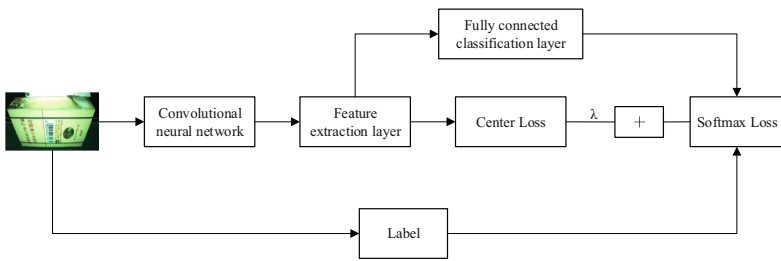 Fully connected
classification layer
Convolutional
neural network
Feature
extraction layer
Center Loss
λ
+
Softmax Loss
Label